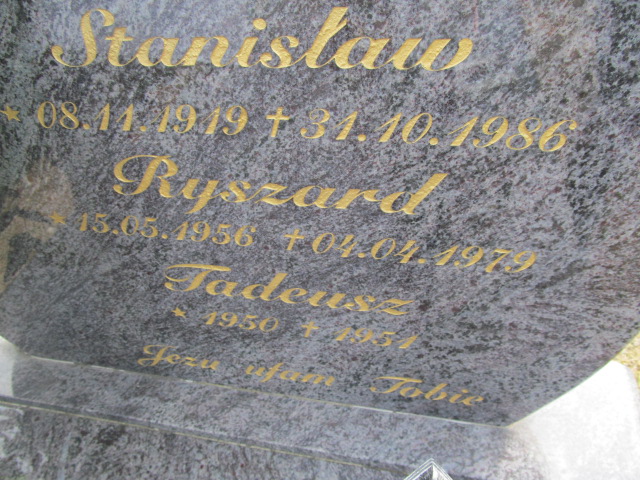 Stanisław
* 08.11.1919 † 31.10.1986
Ryszard
* 15.05.1956 † 04.04.1979
Tadeusz
* 1950 † 1951
Jezu ufam Tobie